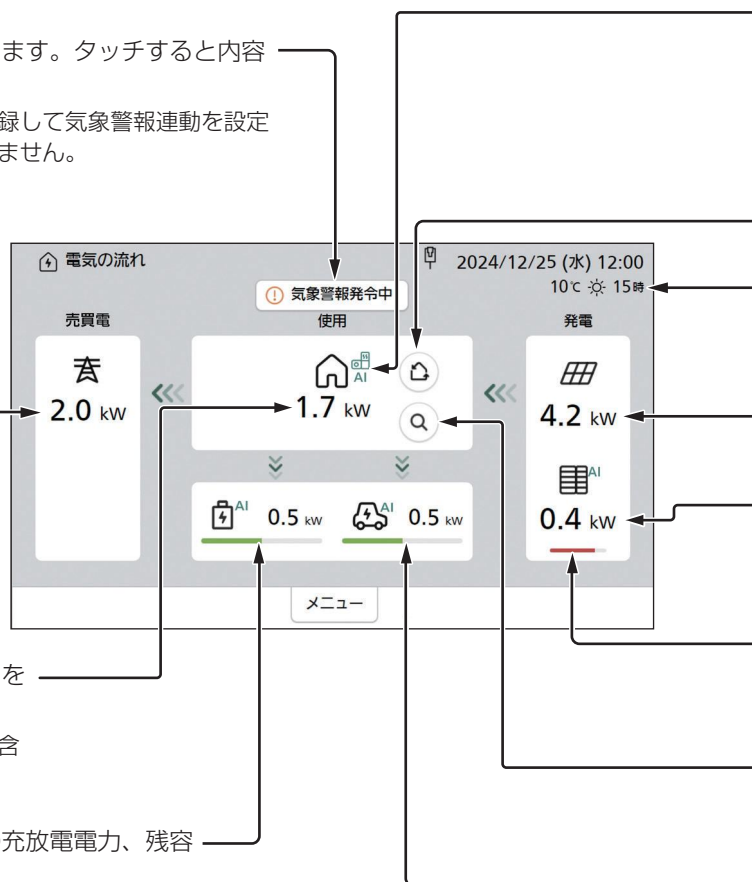 ます。タッチすると内容
録して気象警報連動を設定
ません。
電気の流れ
2024/12/25 (水) 12:00
気象警報発令中
10℃ 15時
売買電
使用
発電
AI
2.0 kW
1.7 kW
4.2 kW
AI
0.4 kW
AI 0.5 kW
AI 0.5 kW
メニュー
を
含
充放電電力、残容